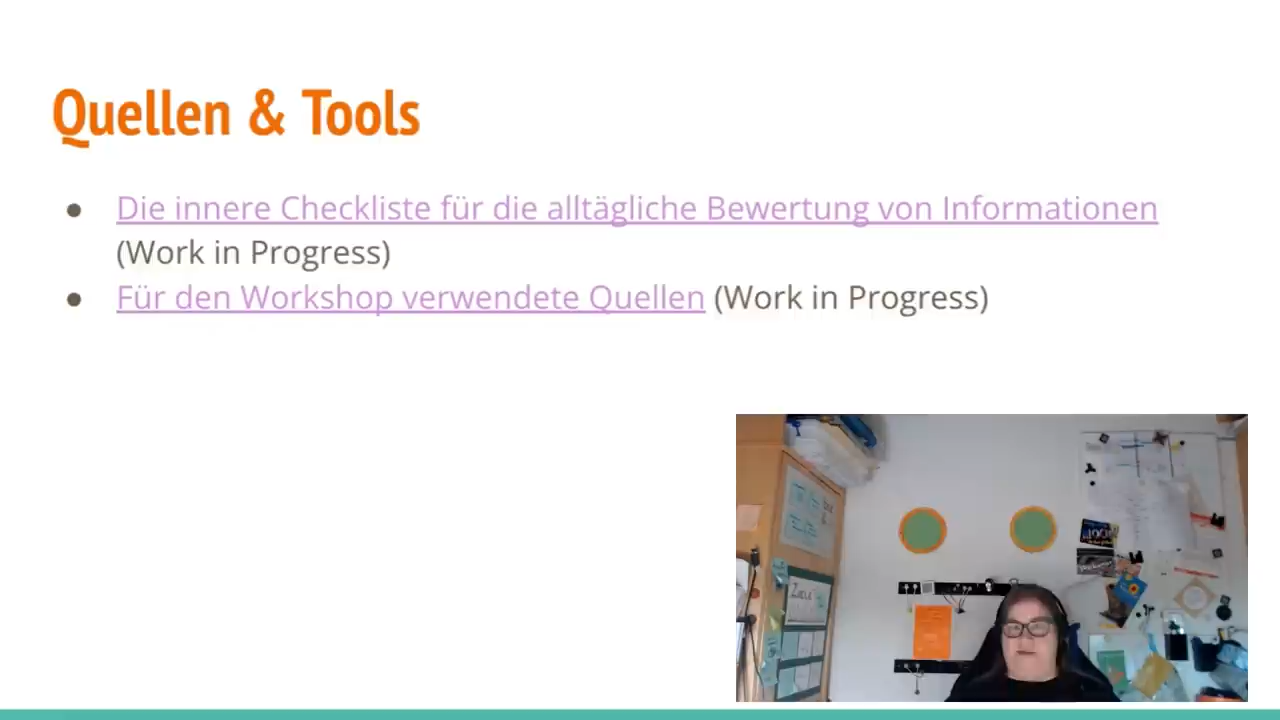 Quellen & Tools
● Die innere Checkliste für die alltägliche Bewertung von Informationen
(Work in Progress)
● Für den Workshop verwendete Quellen (Work in Progress)